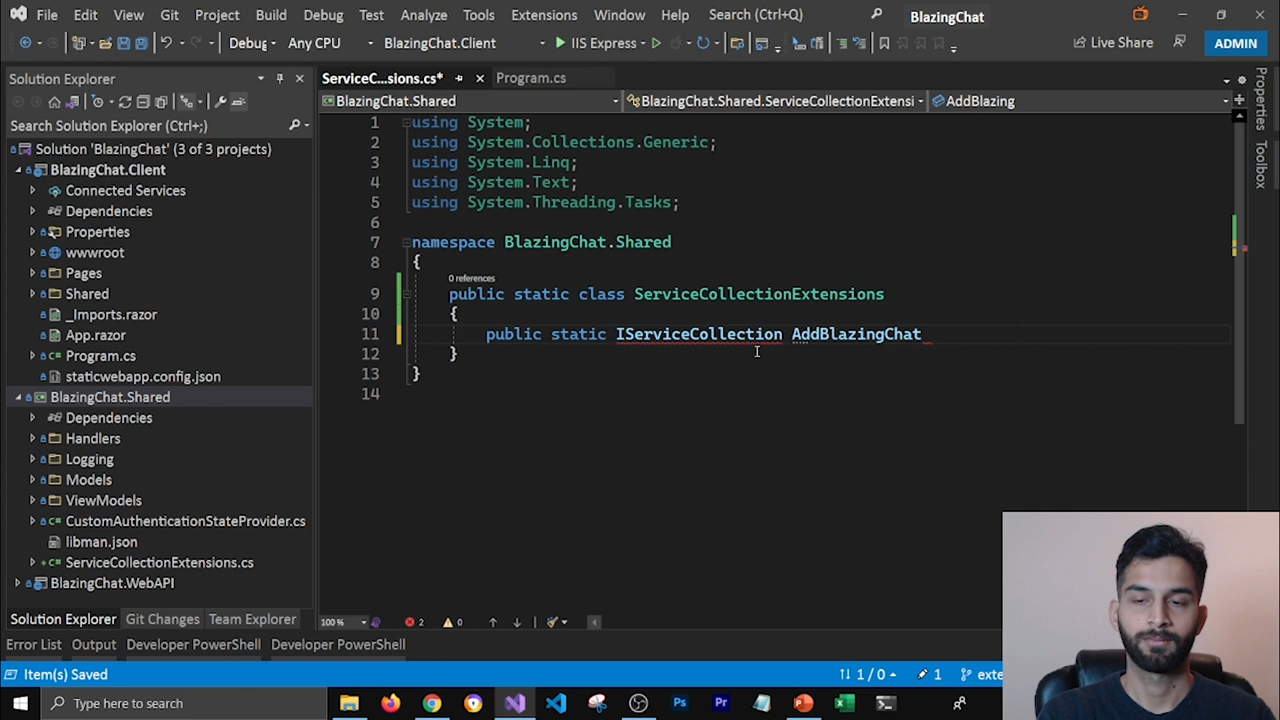 File Edit View Git Project Build Debug Test Analyze Tools Extensions Window Help Search (Ctrl+Q) BlazingChat
Debug Any CPU BlazingChat.Client IIS Express Live Share ADMIN
Solution Explorer
Search Solution Explorer (Ctrl+;)
Solution 'BlazingChat' (3 of 3 projects)
BlazingChat.Client
Connected Services
Dependencies
Properties
wwwroot
Pages
Shared
_Imports.razor
App.razor
Program.cs
staticwebapp.config.json
BlazingChat.Shared
Dependencies
Handlers
Logging
Models
ViewModels
CustomAuthenticationStateProvider.cs
libman.json
ServiceCollectionExtensions.cs
BlazingChat.WebAPI
Solution Explorer Git Changes Team Explorer
ServiceC...sions.cs* Program.cs
BlazingChat.Shared BlazingChat.Shared.ServiceCollectionExtensi AddBlazing
1 using System;
2 using System.Collections.Generic;
3 using System.Linq;
4 using System.Text;
5 using System.Threading.Tasks;
6
7 namespace BlazingChat.Shared
8 {
0 references
9 public static class ServiceCollectionExtensions
10 {
11 public static IServiceCollection AddBlazingChat
12 }
13 }
14
100 % 2 0
Properties
Toolbox
Error List Output Developer PowerShell Developer PowerShell
Item(s) Saved 1 / 0 1 exte
Type here to search